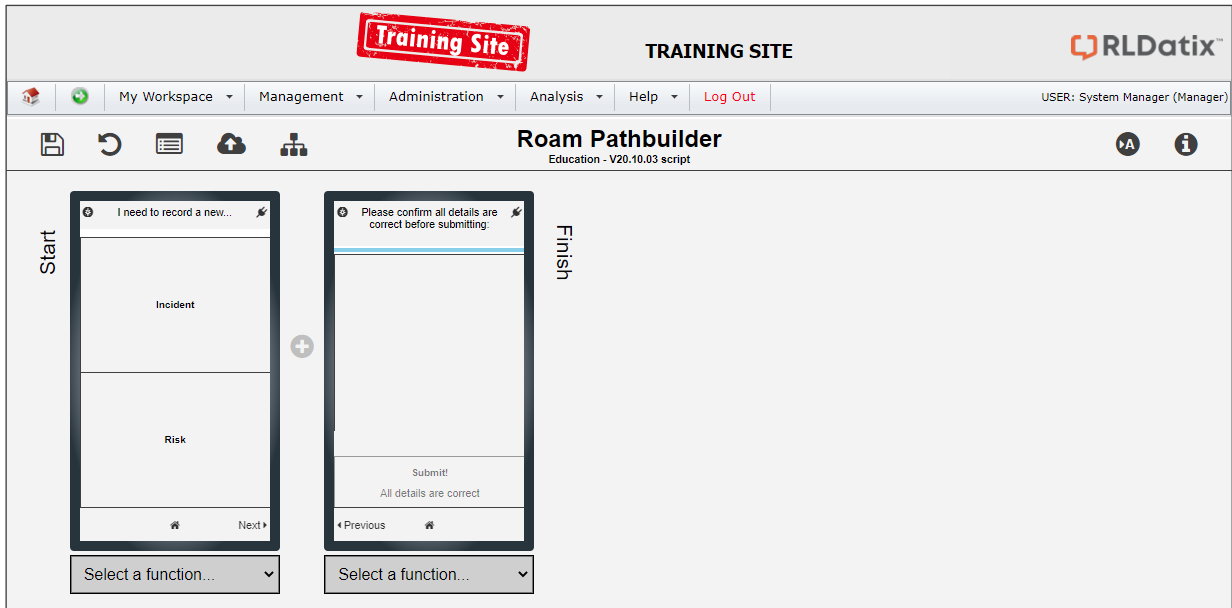 Training Site
TRAINING SITE
RLDatix™
My Workspace
Management
Administration
Analysis
Help
Log Out
USER: System Manager (Manager)
Roam Pathbuilder
Education - V20.10.03 script
A
Start
I need to record a new...
Incident
Risk
Next
Select a function...
Please confirm all details are
correct before submitting:
Submit!
All details are correct
Previous
Select a function...
Finish